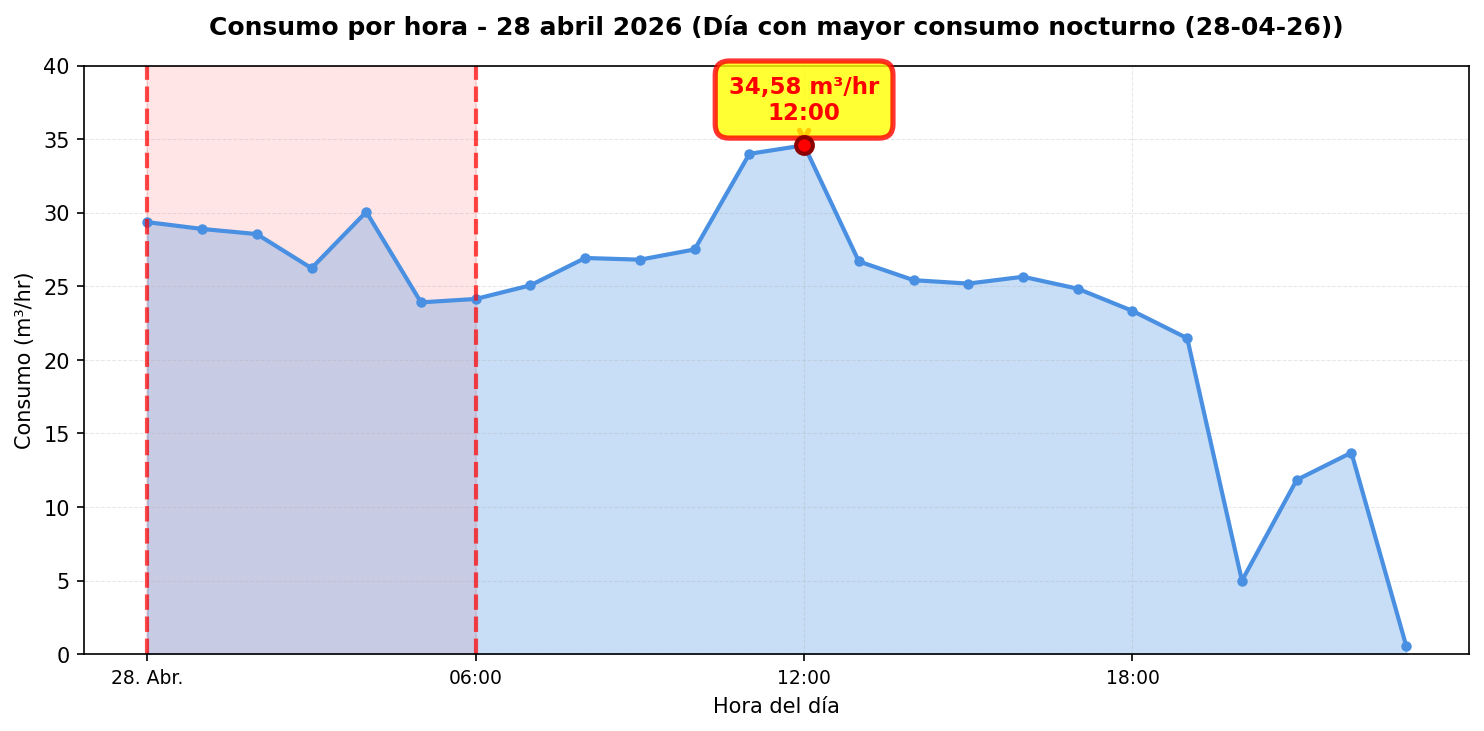 Consumo por hora - 28 abril 2026 (Día con mayor consumo nocturno (28-04-26))
34,58 m³/hr
12:00
Consumo (m³/hr)
40
35
30
25
20
15
10
5
0
28. Abr.
06:00
12:00
18:00
Hora del día